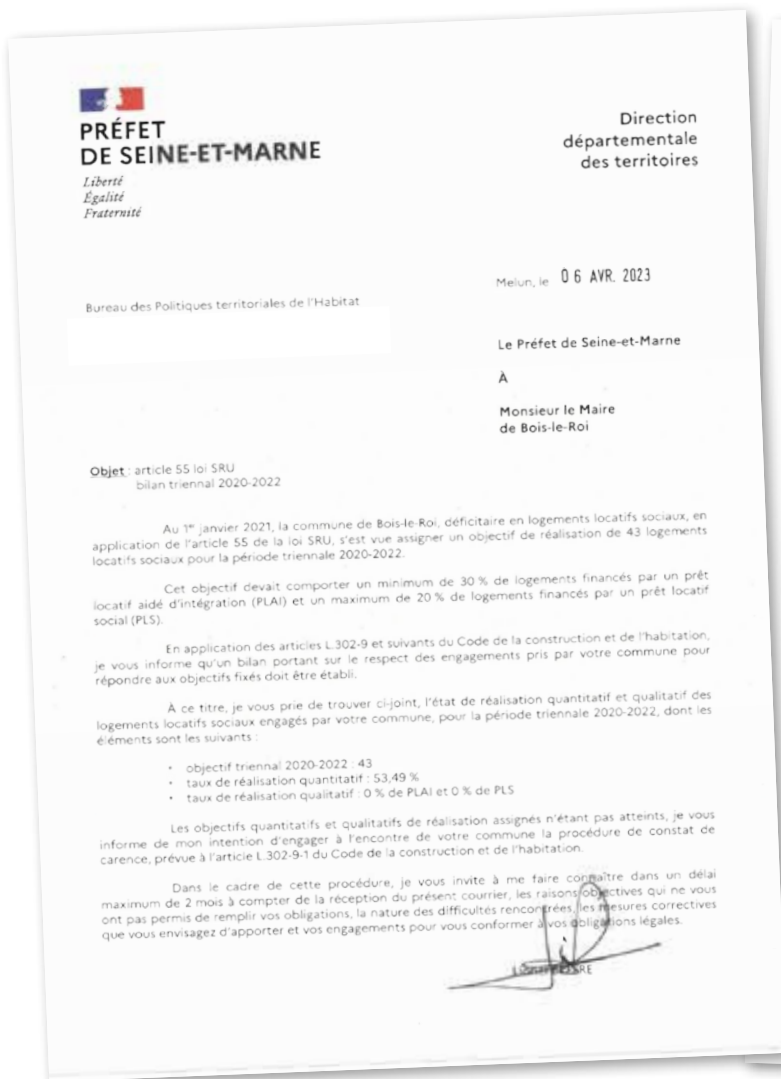 PRÉFET
DE SEINE-ET-MARNE
Liberté
Égalité
Fraternité
Direction
départementale
des territoires
Melun, le 06 AVR. 2023
Bureau des Politiques territoriales de l'Habitat
Le Préfet de Seine-et-Marne
À
Monsieur le Maire
de Bois-le-Roi
Objet : article 55 loi SRU
bilan triennal 2020-2022
Au 1er janvier 2021, la commune de Bois-le-Roi, déficitaire en logements locatifs sociaux, en
application de l'article 55 de la loi SRU, s'est vue assigner un objectif de réalisation de 43 logements
locatifs sociaux pour la période triennale 2020-2022.
Cet objectif devait comporter un minimum de 30 % de logements financés par un prêt
locatif aidé d'intégration (PLAI) et un maximum de 20 % de logements financés par un prêt locatif
social (PLS).
En application des articles L.302-9 et suivants du Code de la construction et de l'habitation,
je vous informe qu'un bilan portant sur le respect des engagements pris par votre commune pour
répondre aux objectifs fixés doit être établi.
À ce titre, je vous prie de trouver ci-joint, l'état de réalisation quantitatif et qualitatif des
logements locatifs sociaux engagés par votre commune, pour la période triennale 2020-2022, dont les
éléments sont les suivants :
• objectif triennal 2020-2022 : 43
• taux de réalisation quantitatif : 53,49 %
• taux de réalisation qualitatif : 0 % de PLAI et 0 % de PLS
Les objectifs quantitatifs et qualitatifs de réalisation assignés n'étant pas atteints, je vous
informe de mon intention d'engager à l'encontre de votre commune la procédure de constat de
carence, prévue à l'article L.302-9-1 du Code de la construction et de l'habitation.
Dans le cadre de cette procédure, je vous invite à me faire connaître dans un délai
maximum de 2 mois à compter de la réception du présent courrier, les raisons objectives qui ne vous
ont pas permis de remplir vos obligations, la nature des difficultés rencontrées, les mesures correctives
que vous envisagez d'apporter et vos engagements pour vous conformer à vos obligations légales.